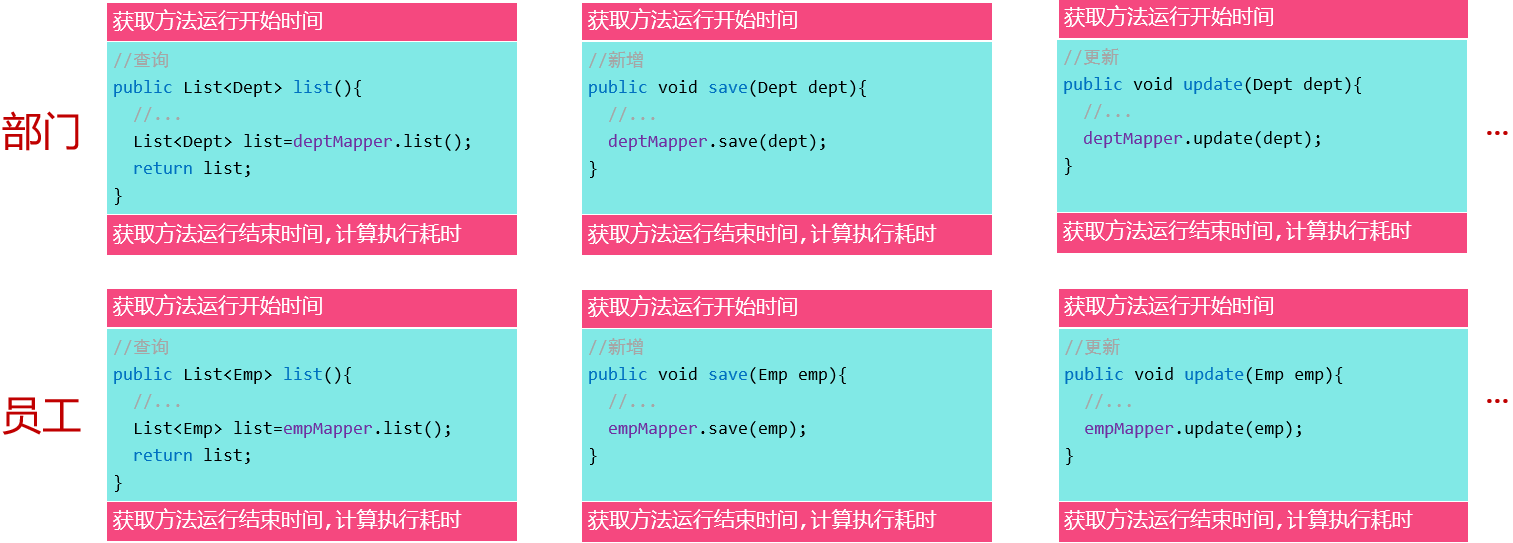 部门
获取方法运行开始时间
//查询
public List<Dept> list(){
//...
List<Dept> list=deptMapper.list();
return list;
}
获取方法运行结束时间,计算执行耗时
获取方法运行开始时间
//新增
public void save(Dept dept){
//...
deptMapper.save(dept);
}
获取方法运行结束时间,计算执行耗时
获取方法运行开始时间
//更新
public void update(Dept dept){
//...
deptMapper.update(dept);
}
获取方法运行结束时间,计算执行耗时
...
员工
获取方法运行开始时间
//查询
public List<Emp> list(){
//...
List<Emp> list=empMapper.list();
return list;
}
获取方法运行结束时间,计算执行耗时
获取方法运行开始时间
//新增
public void save(Emp emp){
//...
empMapper.save(emp);
}
获取方法运行结束时间,计算执行耗时
获取方法运行开始时间
//更新
public void update(Emp emp){
//...
empMapper.update(emp);
}
获取方法运行结束时间,计算执行耗时
...